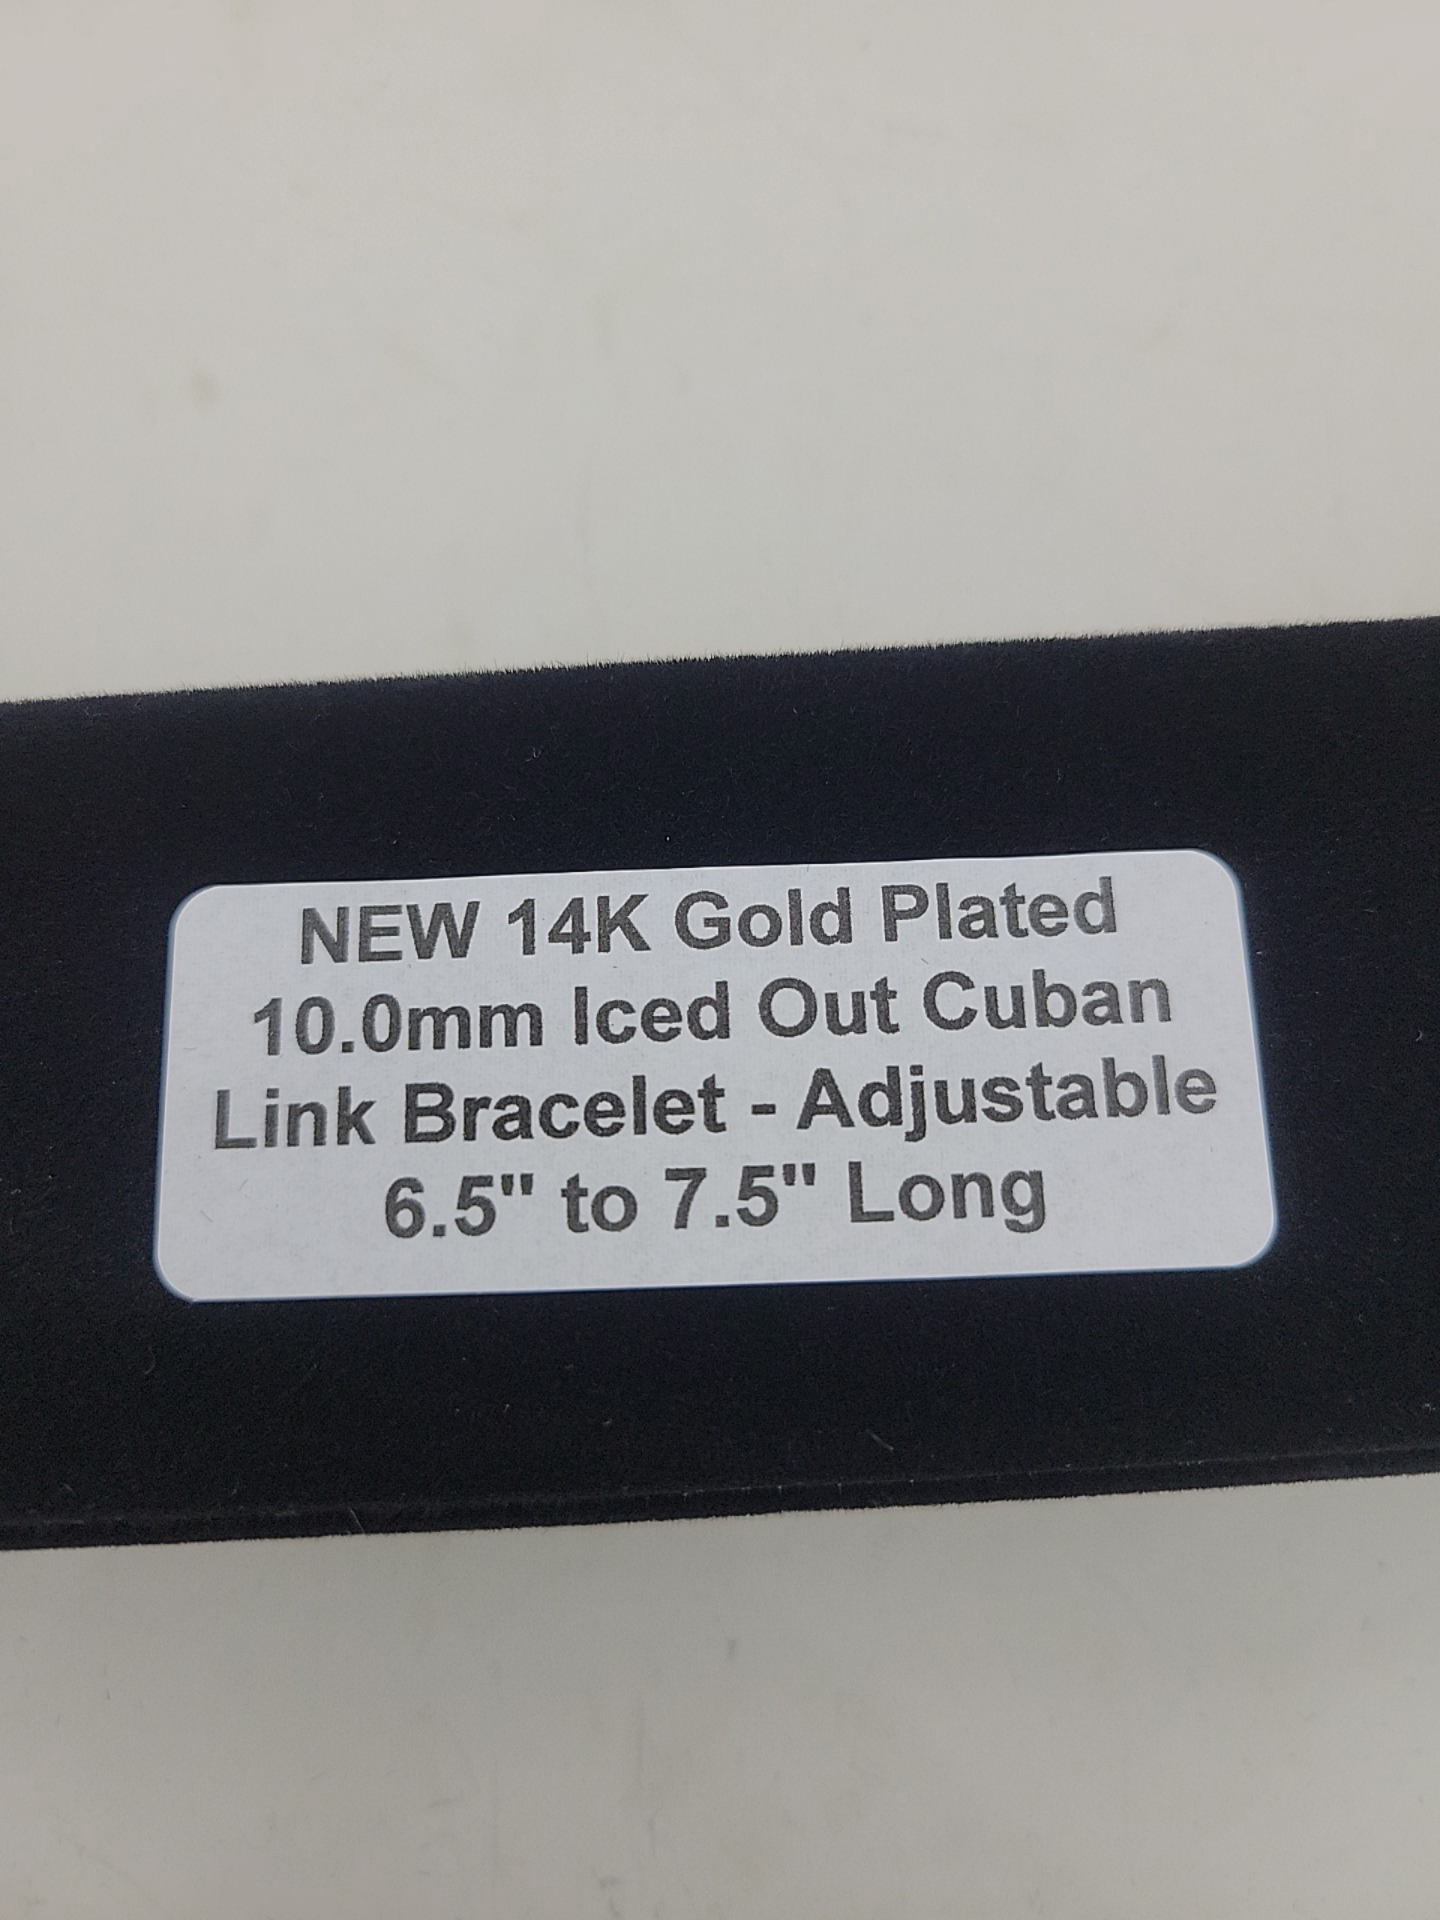 NEW 14K Gold Plated
10.0mm Iced Out Cuban
Link Bracelet - Adjustable
6.5" to 7.5" Long